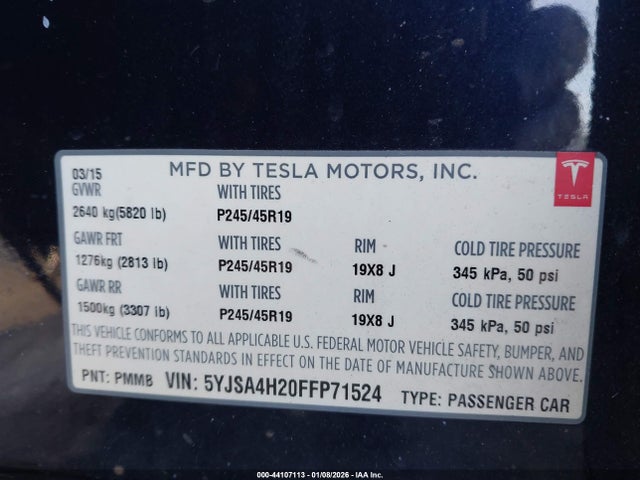 03/15 MFD BY TESLA MOTORS, INC.
TESLA
GVWR WITH TIRES
2640 kg(5820 lb) P245/45R19
GAWR FRT WITH TIRES RIM COLD TIRE PRESSURE
1276kg (2813 lb) P245/45R19 19X8 J 345 kPa, 50 psi
GAWR RR WITH TIRES RIM COLD TIRE PRESSURE
1500kg (3307 lb) P245/45R19 19X8 J 345 kPa, 50 psi
THIS VEHICLE CONFORMS TO ALL APPLICABLE U.S. FEDERAL MOTOR VEHICLE SAFETY, BUMPER, AND
THEFT PREVENTION STANDARDS IN EFFECT ON THE DATE OF MANUFACTURE SHOWN ABOVE.
PNT: PMMB VIN: 5YJSA4H20FFP71524 TYPE: PASSENGER CAR
000-44107113 - 01/08/2026 - IAA Inc.